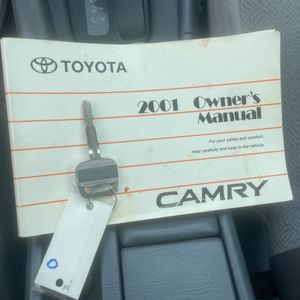 TOYOTA
2001 Owner's
Manual
For your safety and comfort,
read carefully and keep in the vehicle.
CAMRY